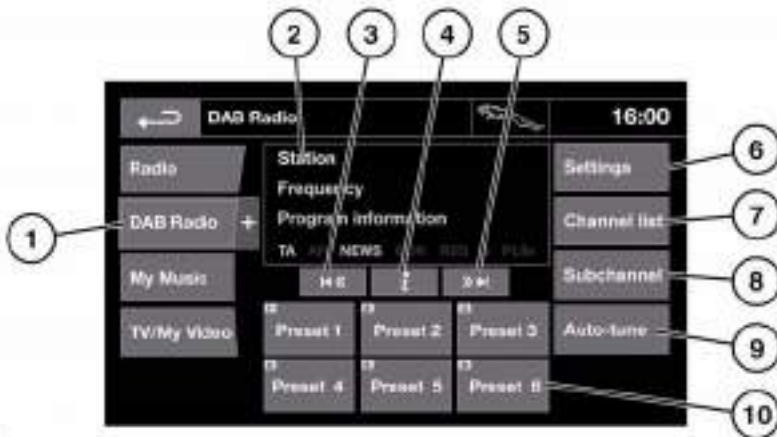 2 3 4 5
DAB Radio 16:00
Radio
Station
Settings
6
1
DAB Radio +
Frequency
Channel list
7
Program information
TA NEWS
My Music
i
Subchannel
8
TV/My Video
Preset 1 Preset 2 Preset 3
Auto-tune
9
Preset 4 Preset 5 Preset 6
10